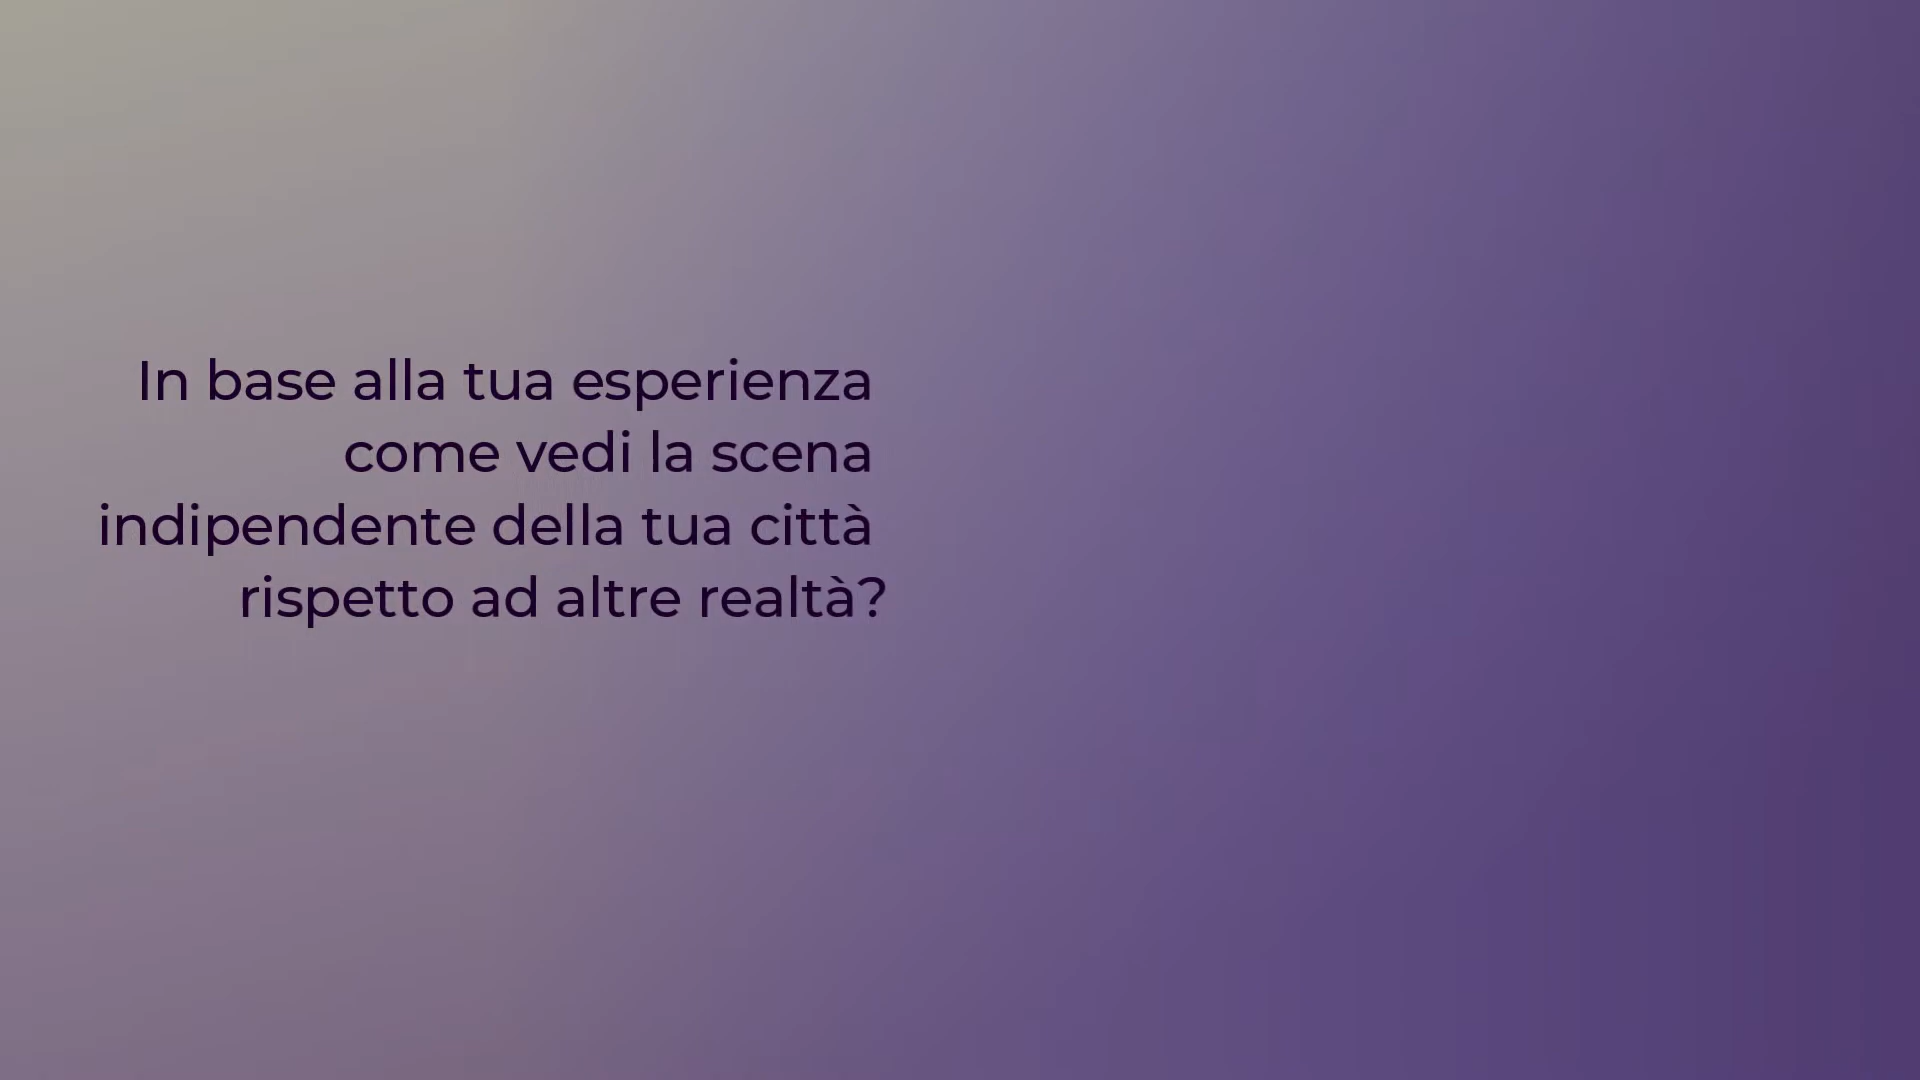 In base alla tua esperienza
come vedi la scena
indipendente della tua città
rispetto ad altre realtà?